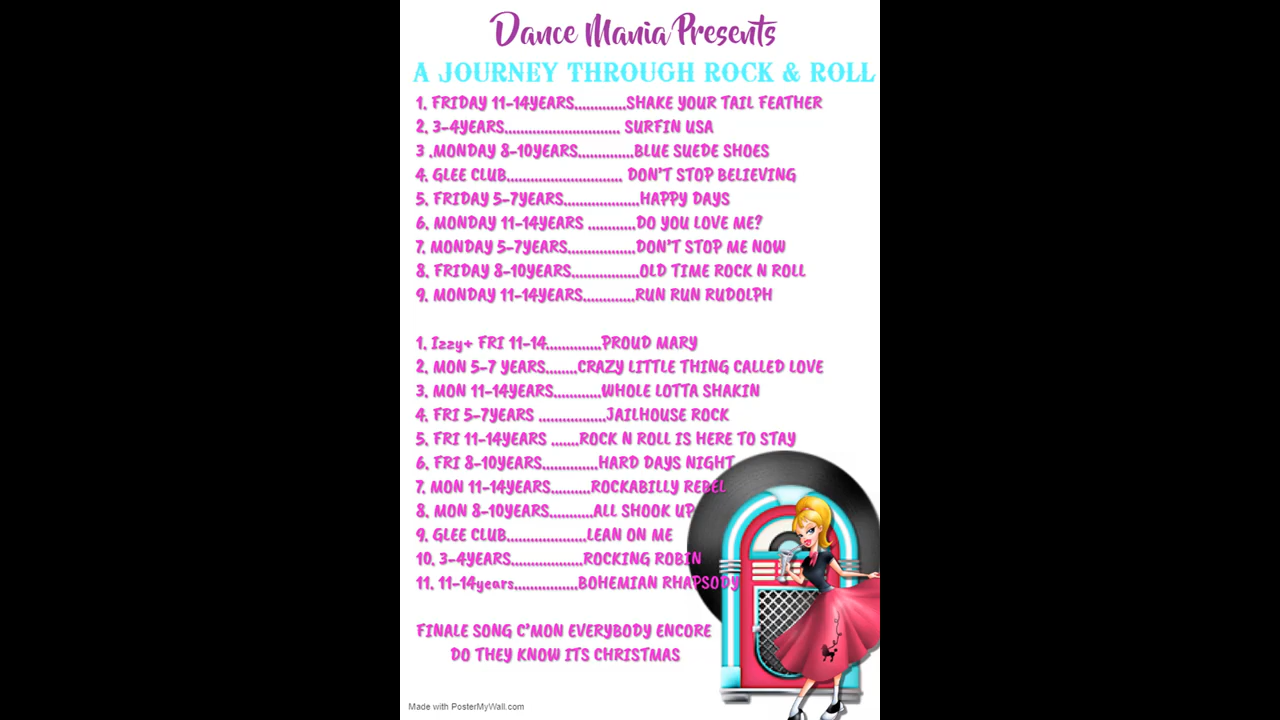 Dance Mania Presents
A JOURNEY THROUGH ROCK & ROLL
1. FRIDAY 11-14YEARS.............SHAKE YOUR TAIL FEATHER
2. 3-4YEARS............................. SURFIN USA
3 .MONDAY 8-10YEARS..............BLUE SUEDE SHOES
4. GLEE CLUB............................. DON'T STOP BELIEVING
5. FRIDAY 5-7YEARS...................HAPPY DAYS
6. MONDAY 11-14YEARS ............DO YOU LOVE ME?
7. MONDAY 5-7YEARS.................DON'T STOP ME NOW
8. FRIDAY 8-10YEARS.................OLD TIME ROCK N ROLL
9. MONDAY 11-14YEARS.............RUN RUN RUDOLPH
1. Izzy+ FRI 11-14..............PROUD MARY
2. MON 5-7 YEARS........CRAZY LITTLE THING CALLED LOVE
3. MON 11-14YEARS............WHOLE LOTTA SHAKIN
4. FRI 5-7YEARS .................JAILHOUSE ROCK
5. FRI 11-14YEARS .......ROCK N ROLL IS HERE TO STAY
6. FRI 8-10YEARS..............HARD DAYS NIGHT
7. MON 11-14YEARS..........ROCKABILLY REBEL
8. MON 8-10YEARS...........ALL SHOOK UP
9. GLEE CLUB....................LEAN ON ME
10. 3-4YEARS..................ROCKING ROBIN
11. 11-14years................BOHEMIAN RHAPSODY
FINALE SONG C'MON EVERYBODY ENCORE
DO THEY KNOW ITS CHRISTMAS
Made with PosterMyWall.com